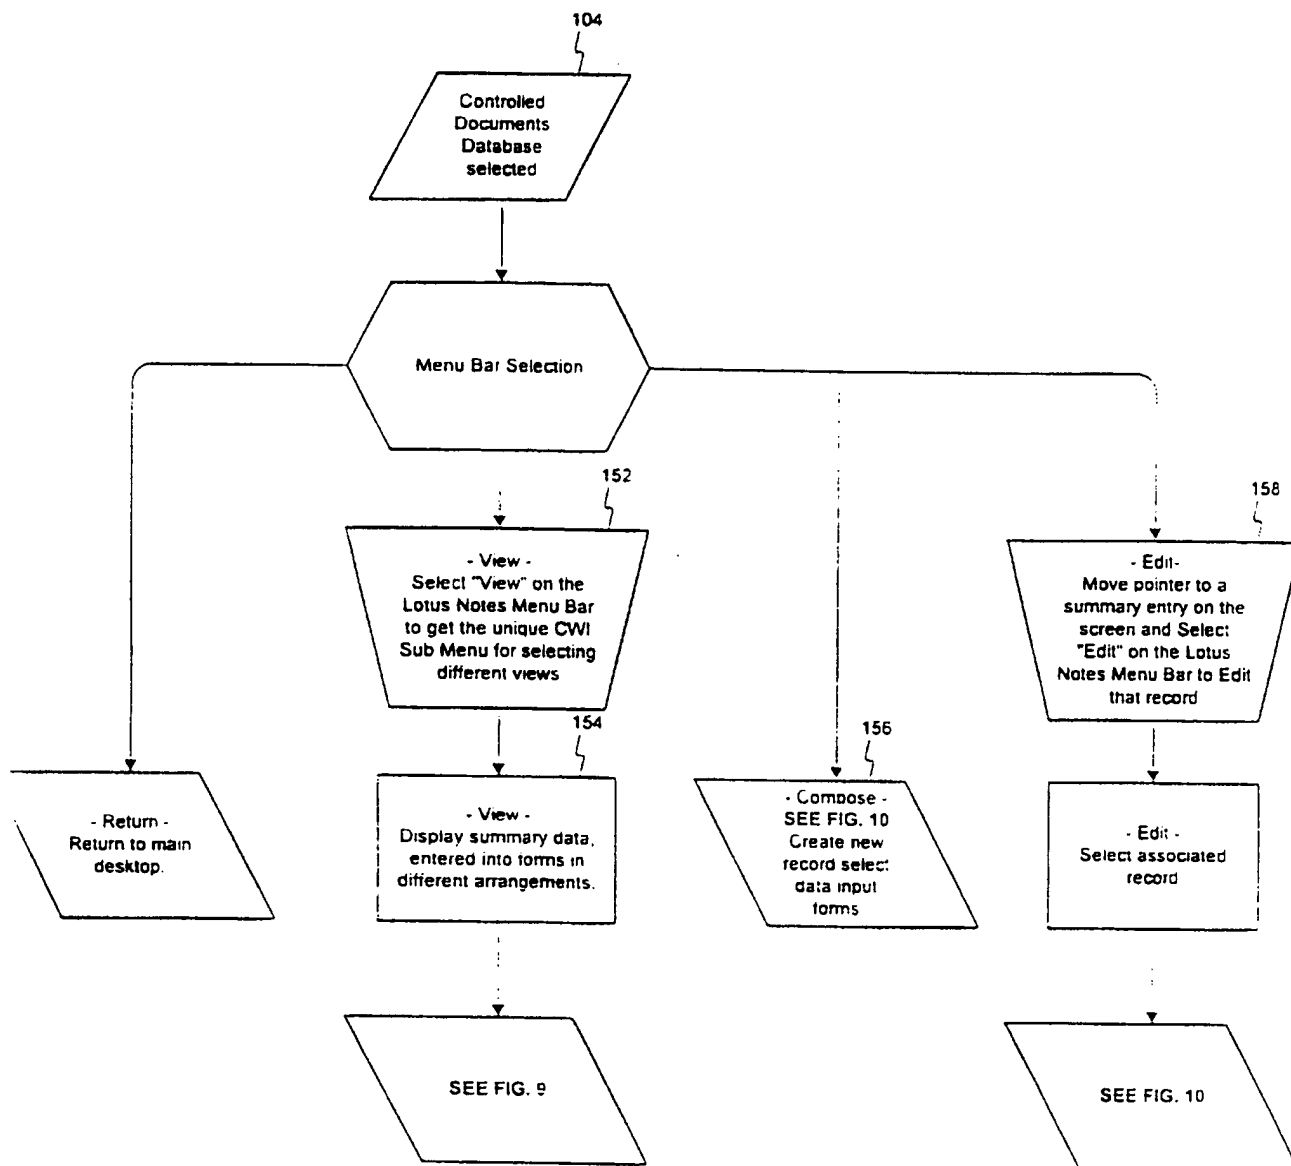 104
Controlled
Documents
Database
selected
Menu Bar Selection
152
- View -
Select "View" on the
Lotus Notes Menu Bar
to get the unique CWI
Sub Menu for selecting
different views
158
- Edit-
Move pointer to a
summary entry on the
screen and Select
"Edit" on the Lotus
Notes Menu Bar to Edit
that record
- Return -
Return to main
desktop.
154
- View -
Display summary data,
entered into forms in
different arrangements.
156
- Compose -
SEE FIG. 10
Create new
record select
data input
forms
- Edit -
Select associated
record
SEE FIG. 9
SEE FIG. 10